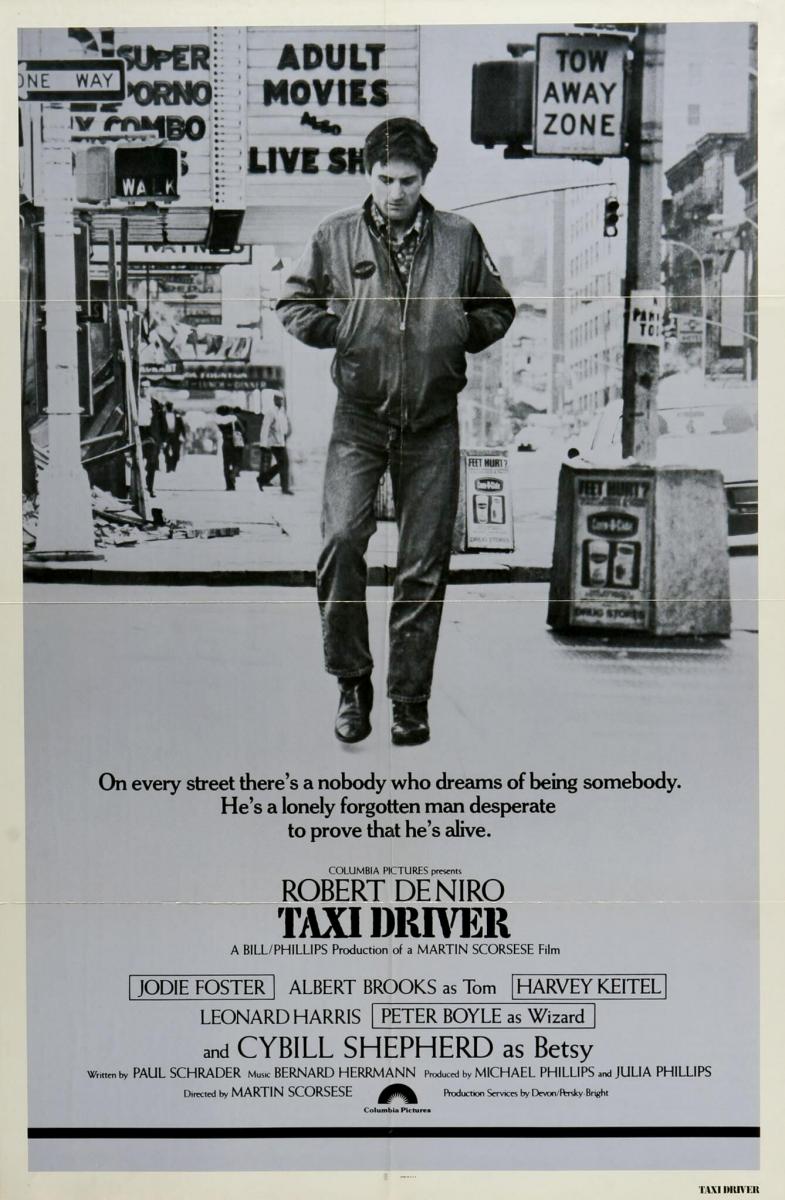 SUPER
PORNO
COMBO
ADULT
MOVIES
ALSO
LIVE SH
ONE WAY
WALK
TOW
AWAY
ZONE
FEET HURT?
DRUG STORES
FEET HURT?
DRUG STORES
On every street there's a nobody who dreams of being somebody.
He's a lonely forgotten man desperate
to prove that he's alive.
COLUMBIA PICTURES presents
ROBERT DE NIRO
TAXI DRIVER
A BILL/PHILLIPS Production of a MARTIN SCORSESE Film
JODIE FOSTER ALBERT BROOKS as Tom HARVEY KEITEL
LEONARD HARRIS PETER BOYLE as Wizard
and CYBILL SHEPHERD as Betsy
Written by PAUL SCHRADER Music BERNARD HERRMANN Produced by MICHAEL PHILLIPS and JULIA PHILLIPS
Directed by MARTIN SCORSESE
Columbia Pictures
Production Services by Devon/Persky-Bright
TAXI DRIVER